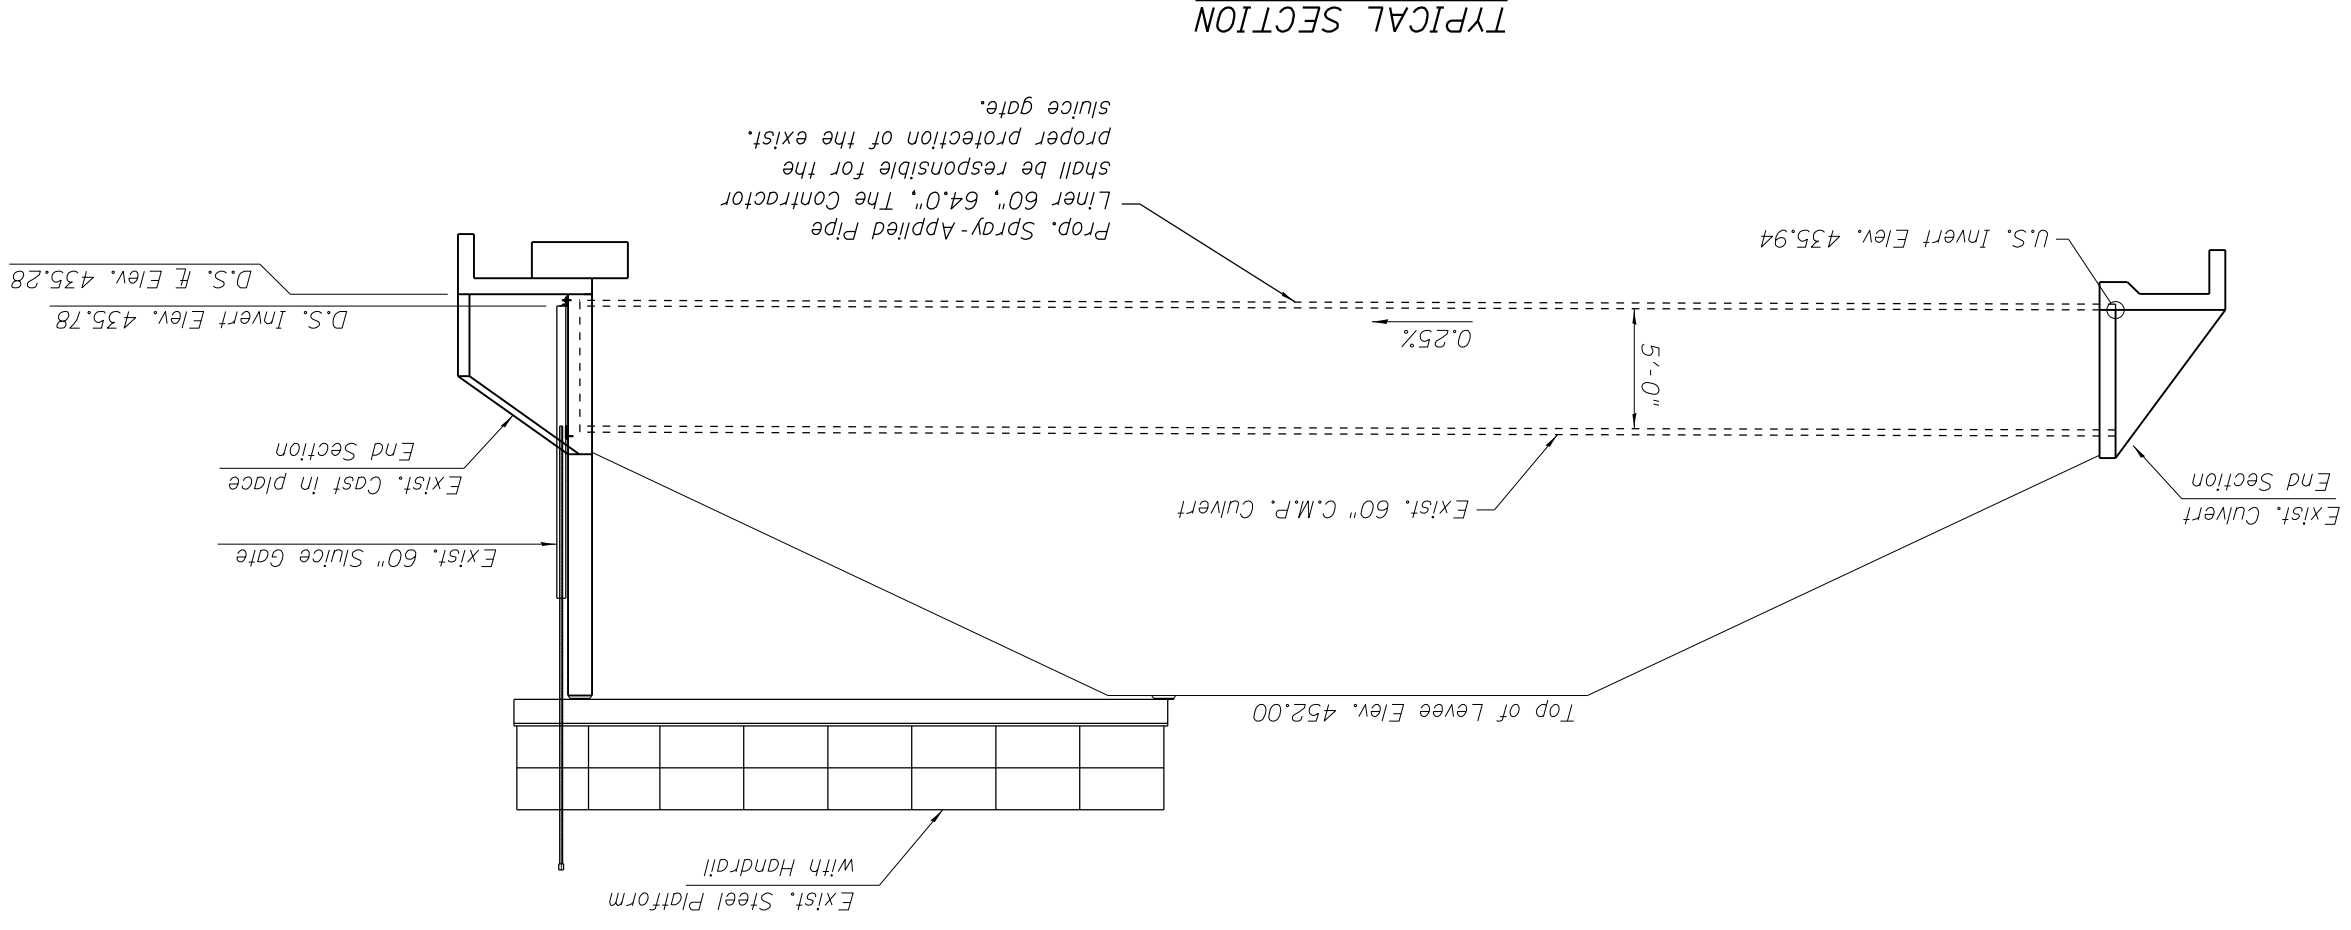 Exist. Steel Platform
with Handrail
Top of Levee Elev. 452.00
Exist. 60" Sluice Gate
Exist. Culvert
End Section
Exist. 60" C.M.P. Culvert
Exist. Cast in place
End Section
5'-0"
0.25%
D.S. Invert Elev. 435.78
D.S. FL Elev. 435.28
U.S. Invert Elev. 435.94
Prop. Spray-Applied Pipe
Liner 60", 64.0", The Contractor
shall be responsible for the
proper protection of the exist.
sluice gate.
TYPICAL SECTION